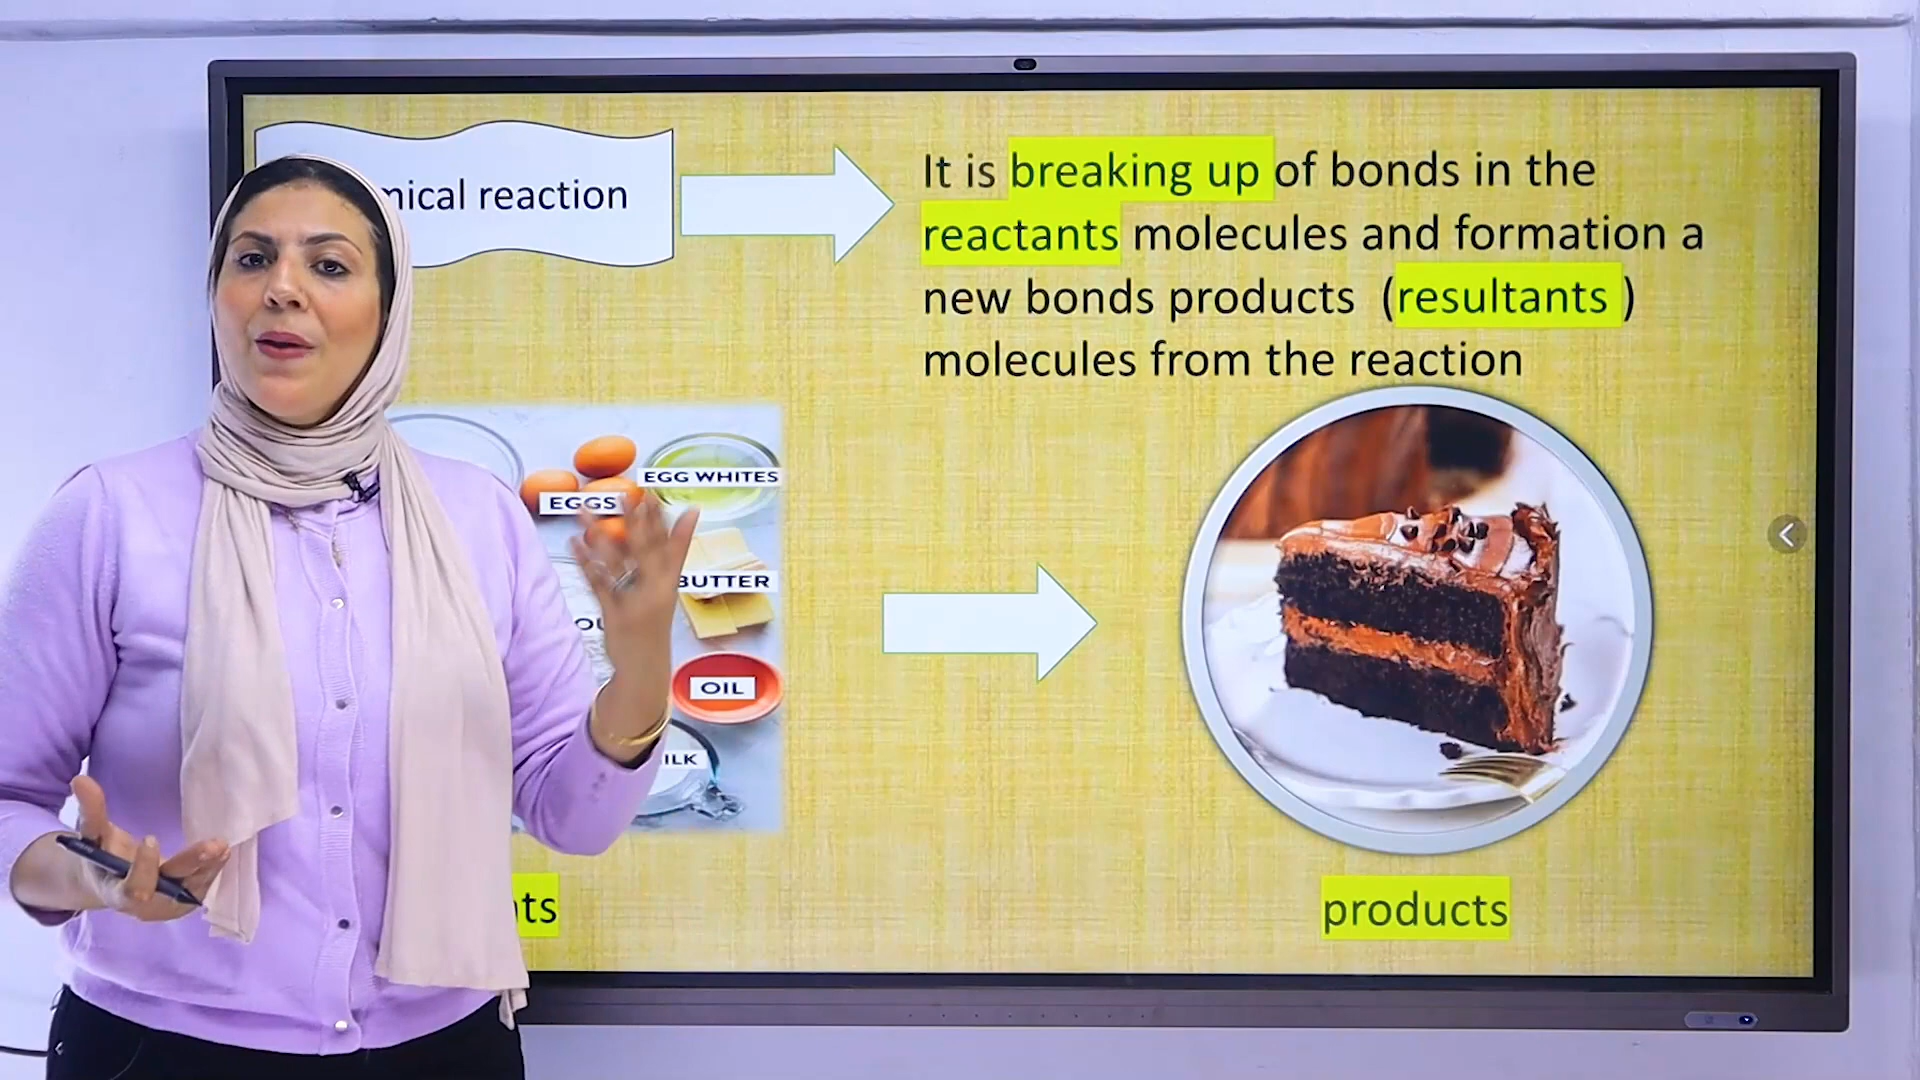 mical reaction
It is breaking up of bonds in the
reactants molecules and formation a
new bonds products (resultants )
molecules from the reaction
EGG WHITES
EGGS
BUTTER
OIL
ILK
nts
products